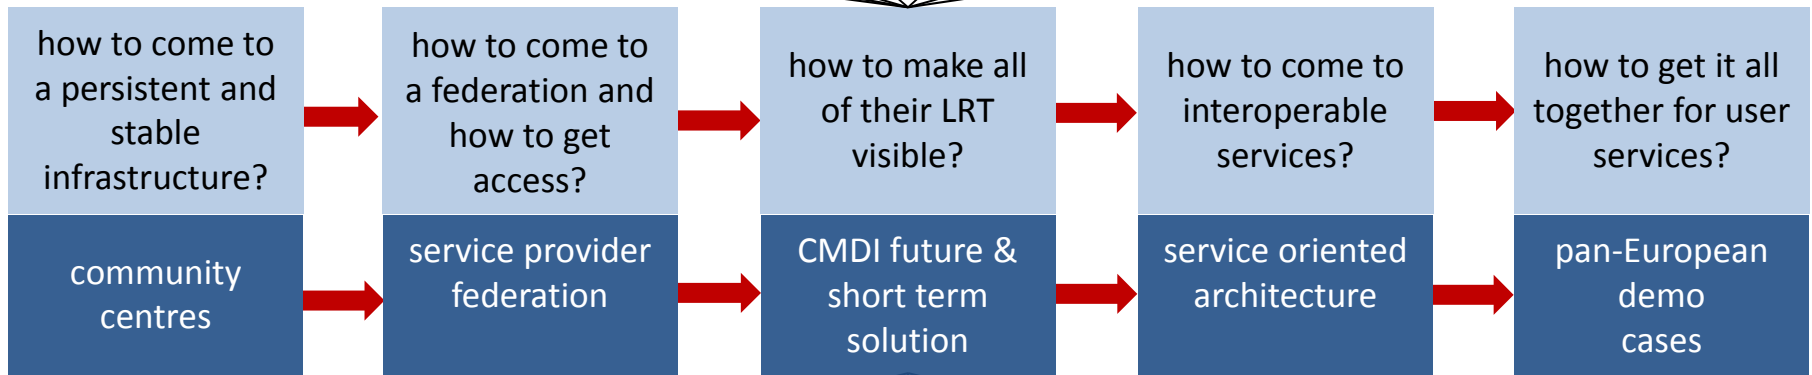 how to come to
a persistent and
stable
infrastructure?
how to come to
a federation and
how to get
access?
how to make all
of their LRT
visible?
how to come to
interoperable
services?
how to get it all
together for user
services?
community
centres
service provider
federation
CMDI future &
short term
solution
service oriented
architecture
pan-European
demo
cases